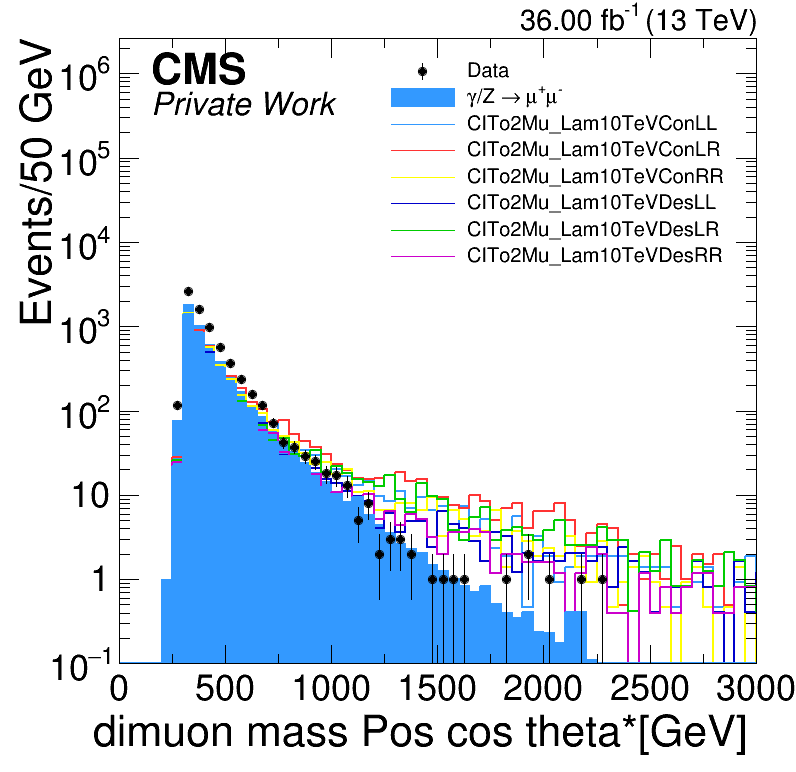 36.00 fb⁻¹ (13 TeV)
CMS
Private Work
Data
γ/Z → μ⁺μ⁻
CITo2Mu_Lam10TeVConLL
CITo2Mu_Lam10TeVConLR
CITo2Mu_Lam10TeVConRR
CITo2Mu_Lam10TeVDesLL
CITo2Mu_Lam10TeVDesLR
CITo2Mu_Lam10TeVDesRR
Events/50 GeV
10⁶
10⁵
10⁴
10³
10²
10
1
10⁻¹
0 500 1000 1500 2000 2500 3000
dimuon mass Pos cos theta*[GeV]